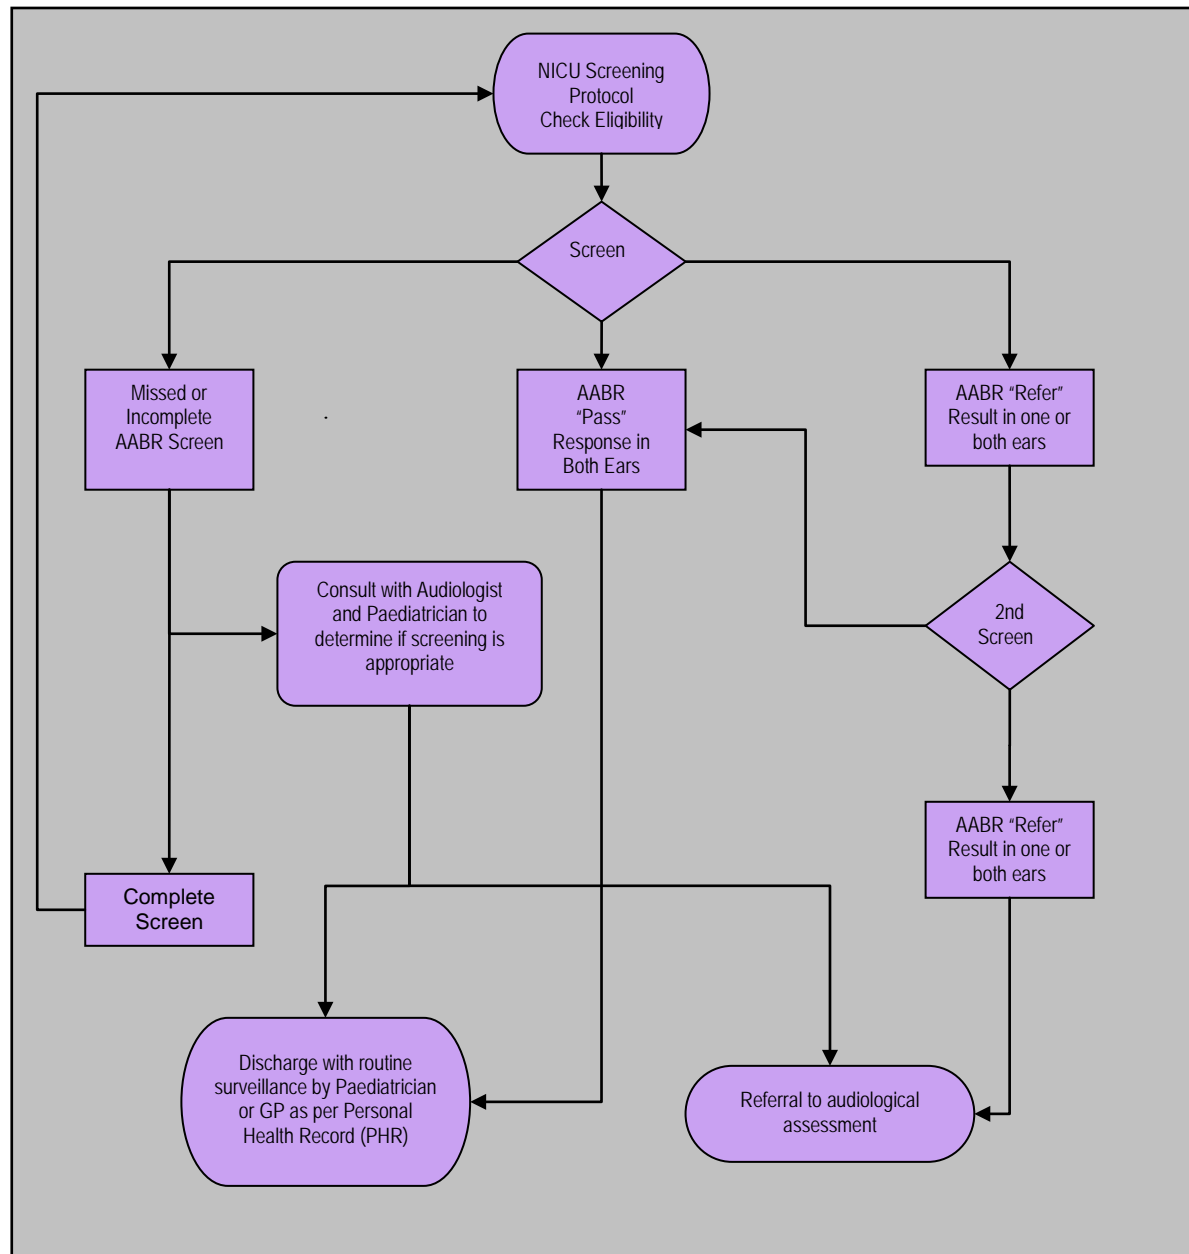 NICU Screening
Protocol
Check Eligibility
Screen
Missed or
Incomplete
AABR Screen
AABR
“Pass”
Response in
Both Ears
AABR “Refer”
Result in one or
both ears
Consult with Audiologist
and Paediatrician to
determine if screening is
appropriate
2nd
Screen
AABR “Refer”
Result in one or
both ears
Complete
Screen
Discharge with routine
surveillance by Paediatrician
or GP as per Personal
Health Record (PHR)
Referral to audiological
assessment